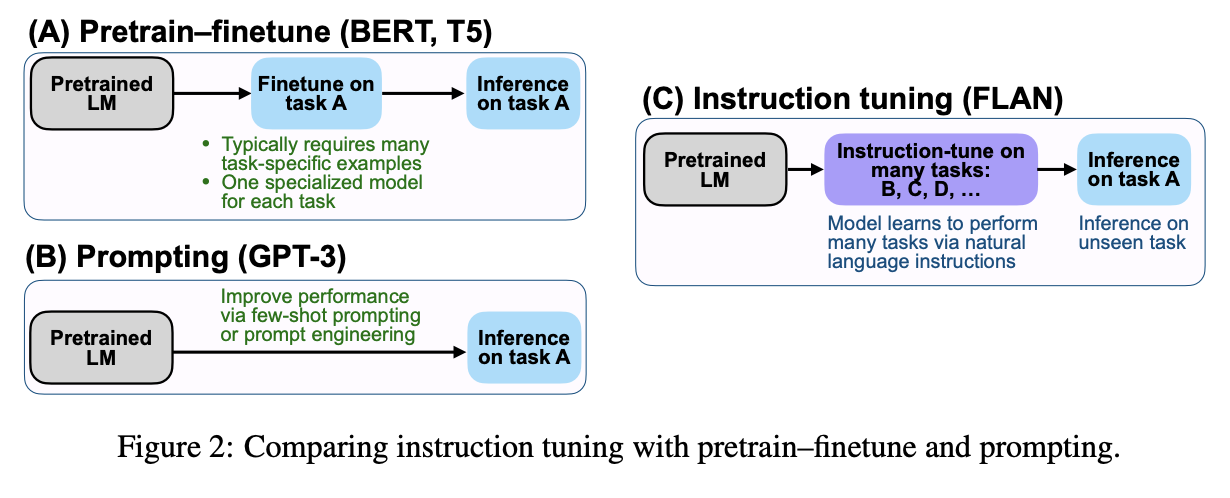 (A) Pretrain–finetune (BERT, T5)
Pretrained
LM
Finetune on
task A
Inference
on task A
• Typically requires many
task-specific examples
• One specialized model
for each task
(B) Prompting (GPT-3)
Pretrained
LM
Improve performance
via few-shot prompting
or prompt engineering
Inference
on task A
(C) Instruction tuning (FLAN)
Pretrained
LM
Instruction-tune on
many tasks:
B, C, D, …
Inference
on task A
Model learns to perform
many tasks via natural
language instructions
Inference on
unseen task
Figure 2: Comparing instruction tuning with pretrain–finetune and prompting.